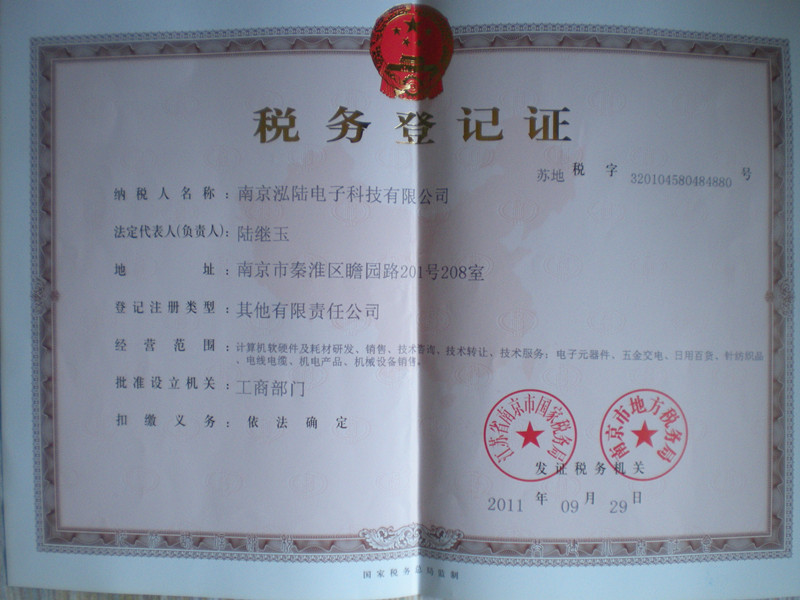 税务登记证
苏地 税 字 320104580484880 号
纳税人名称：南京泓陆电子科技有限公司
法定代表人(负责人)：陆继玉
地址：南京市秦淮区瞻园路201号208室
登记注册类型：其他有限责任公司
经营范围：计算机软硬件及耗材研发、销售、技术咨询、技术转让、技术服务；电子元器件、五金交电、日用百货、针纺织品
、电线电缆、机电产品、机械设备销售。
批准设立机关：工商部门
扣缴义务：依法确定
江苏省南京市国家税务局
南京市地方税务局
发证税务机关
2011 年 09 月 29 日
国家税务总局监制